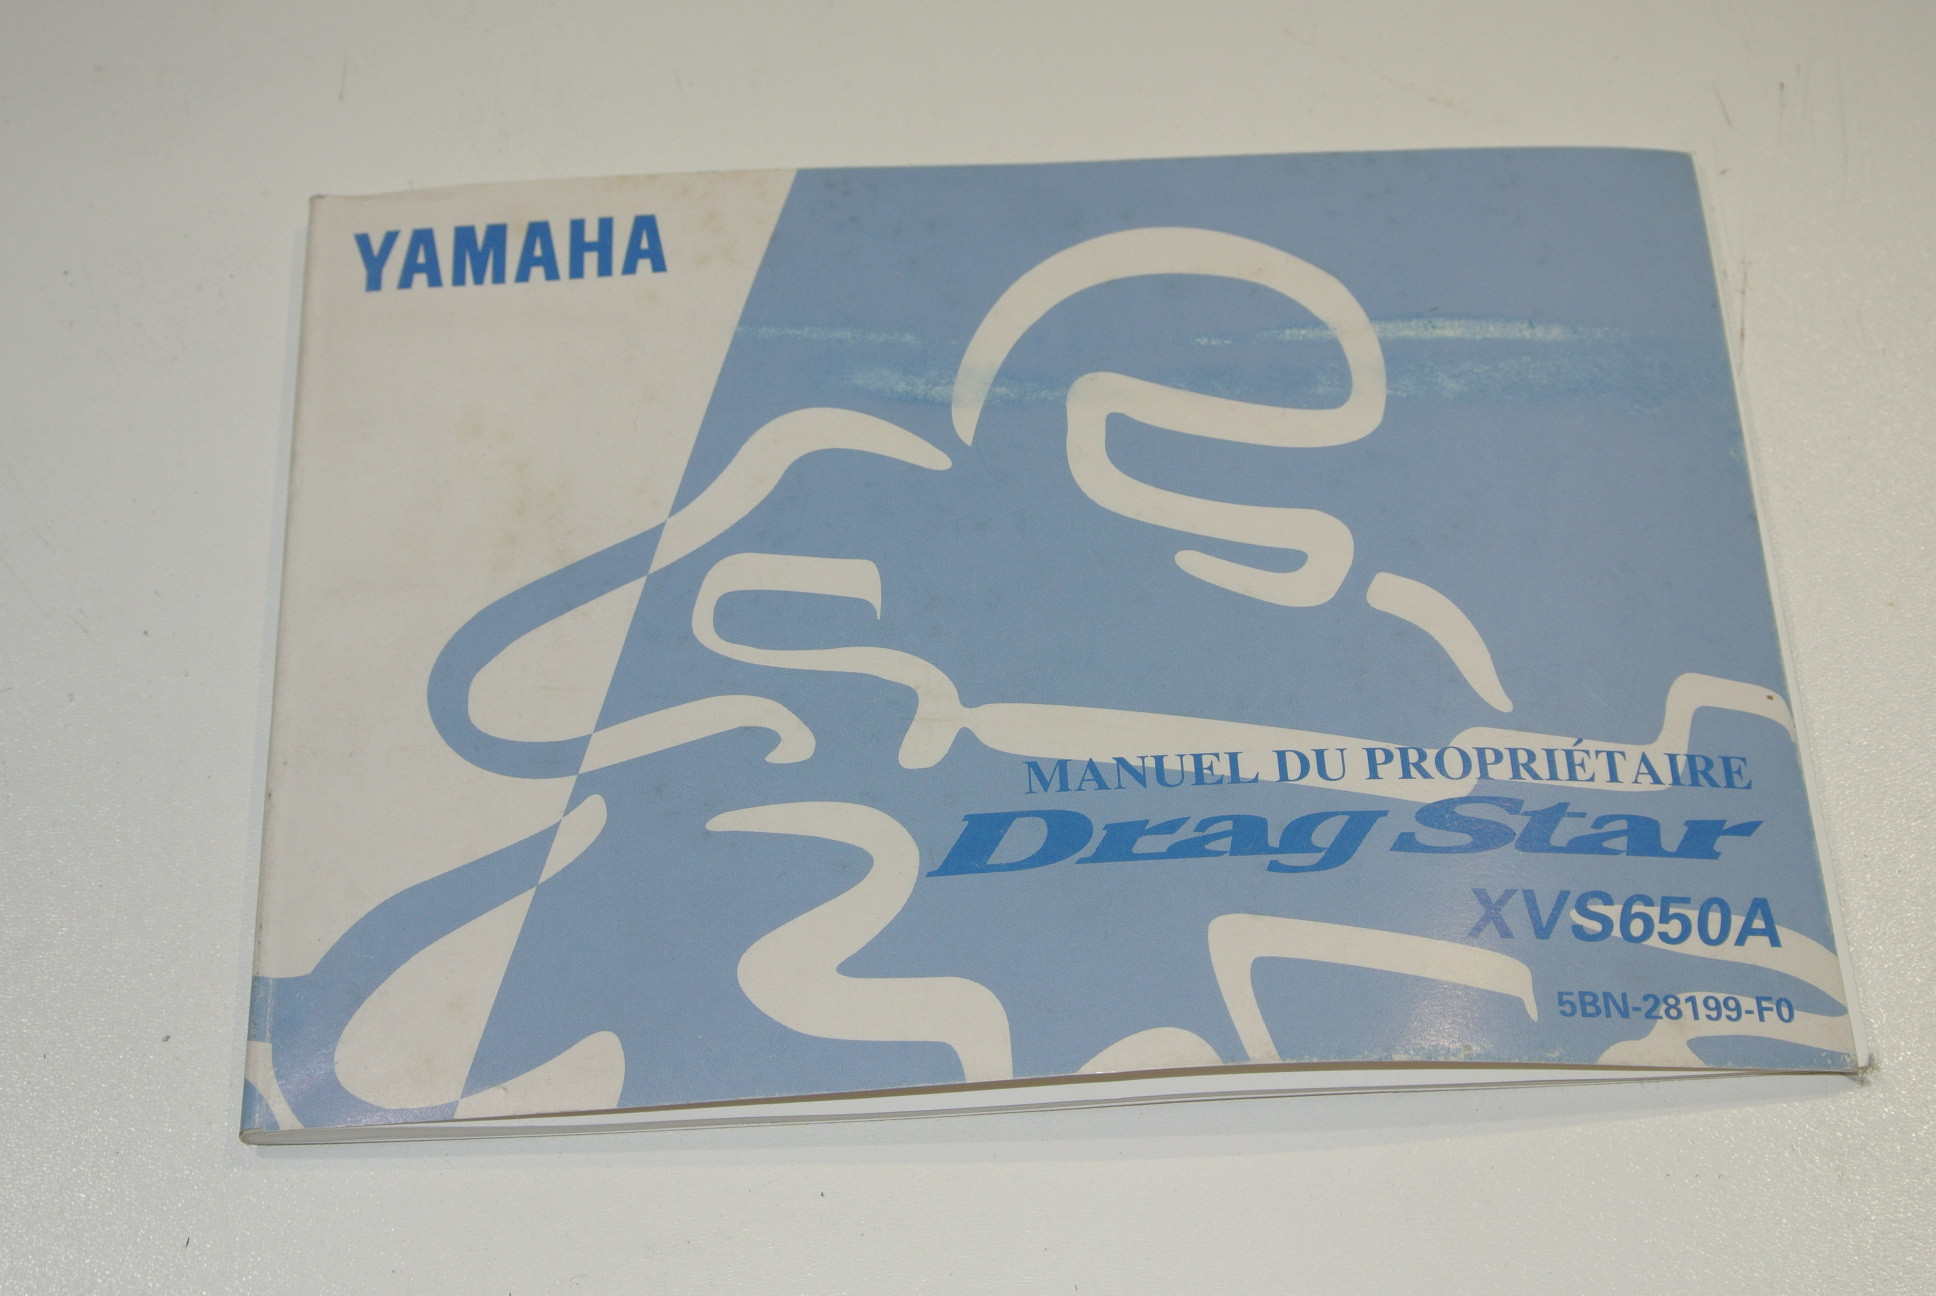 YAMAHA
MANUEL DU PROPRIÉTAIRE
Drag Star
XVS650A
5BN-28199-F0